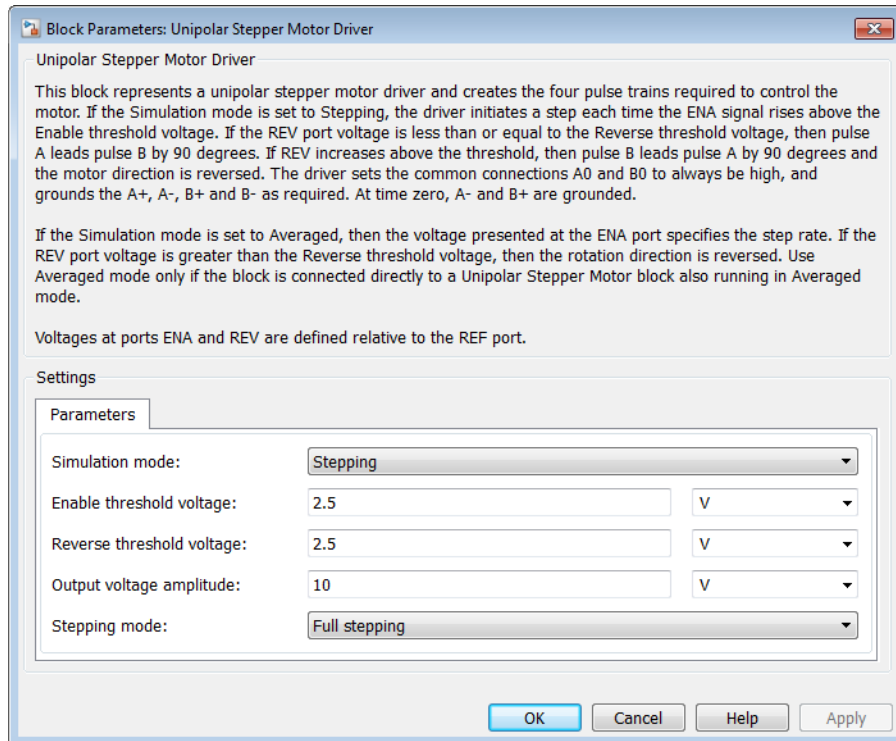 Block Parameters: Unipolar Stepper Motor Driver
Unipolar Stepper Motor Driver
This block represents a unipolar stepper motor driver and creates the four pulse trains required to control the
motor. If the Simulation mode is set to Stepping, the driver initiates a step each time the ENA signal rises above the
Enable threshold voltage. If the REV port voltage is less than or equal to the Reverse threshold voltage, then pulse
A leads pulse B by 90 degrees. If REV increases above the threshold, then pulse B leads pulse A by 90 degrees and
the motor direction is reversed. The driver sets the common connections A0 and B0 to always be high, and
grounds the A+, A-, B+ and B- as required. At time zero, A- and B+ are grounded.
If the Simulation mode is set to Averaged, then the voltage presented at the ENA port specifies the step rate. If the
REV port voltage is greater than the Reverse threshold voltage, then the rotation direction is reversed. Use
Averaged mode only if the block is connected directly to a Unipolar Stepper Motor block also running in Averaged
mode.
Voltages at ports ENA and REV are defined relative to the REF port.
Settings
Parameters
Simulation mode: Stepping
Enable threshold voltage: 2.5 V
Reverse threshold voltage: 2.5 V
Output voltage amplitude: 10 V
Stepping mode: Full stepping
OK Cancel Help Apply